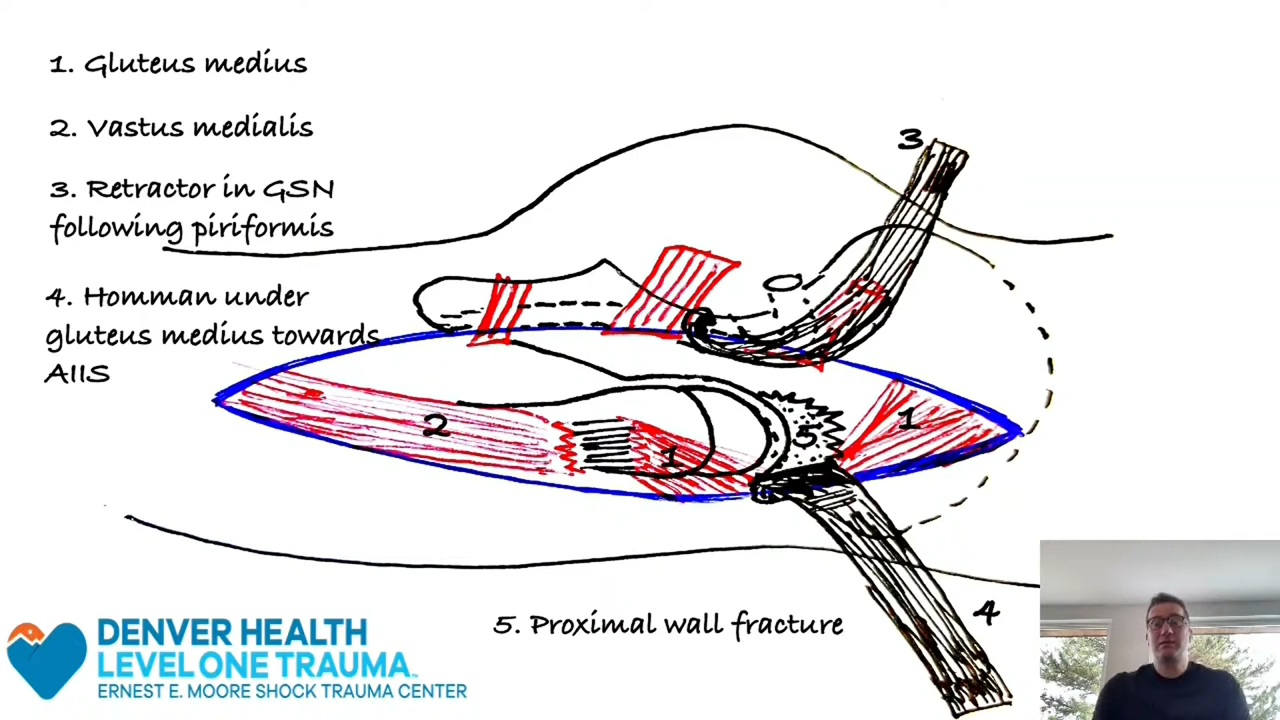 1. Gluteus medius
2. Vastus medialis
3. Retractor in GSN
following piriformis
4. Homman under
gluteus medius towards
AIIS
3
2
1
5
1
4
5. Proximal wall fracture
DENVER HEALTH
LEVEL ONE TRAUMA™
ERNEST E. MOORE SHOCK TRAUMA CENTER